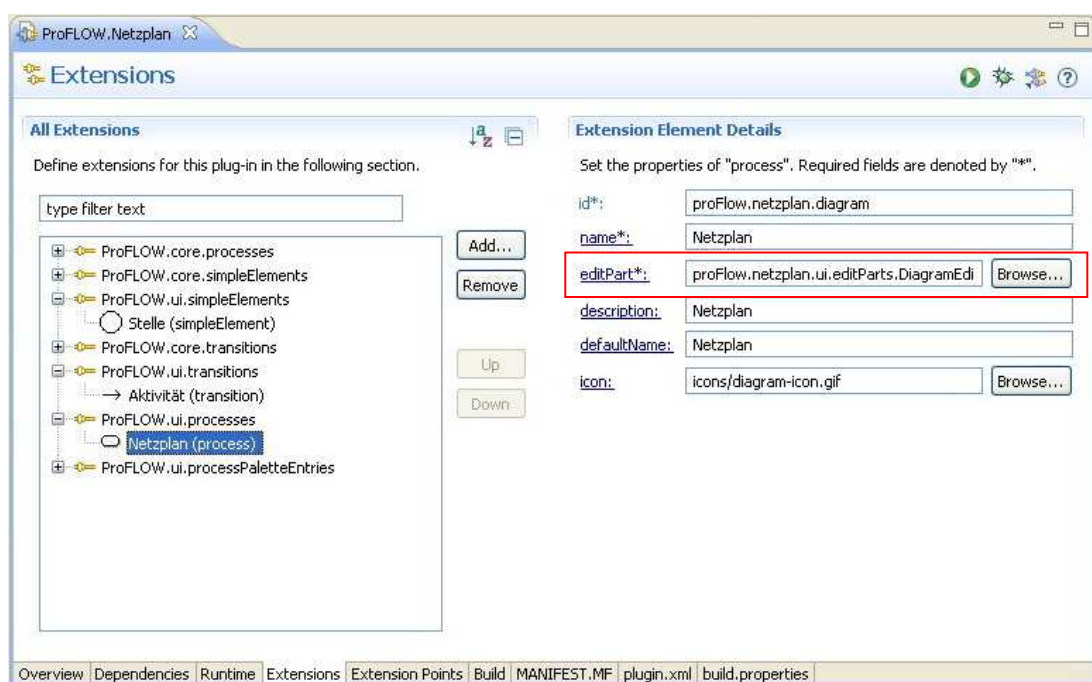 ProFLOW.Netzplan
Extensions
All Extensions
Define extensions for this plug-in in the following section.
type filter text
ProFLOW.core.processes
ProFLOW.core.simpleElements
ProFLOW.ui.simpleElements
Stelle (simpleElement)
ProFLOW.core.transitions
ProFLOW.ui.transitions
Aktivität (transition)
ProFLOW.ui.processes
Netzplan (process)
ProFLOW.ui.processPaletteEntries
Add...
Remove
Up
Down
Extension Element Details
Set the properties of "process". Required fields are denoted by "*".
id*: proFlow.netzplan.diagram
name*: Netzplan
editPart*: proFlow.netzplan.ui.editParts.DiagramEdi Browse...
description: Netzplan
defaultName: Netzplan
icon: icons/diagram-icon.gif Browse...
Overview Dependencies Runtime Extensions Extension Points Build MANIFEST.MF plugin.xml build.properties